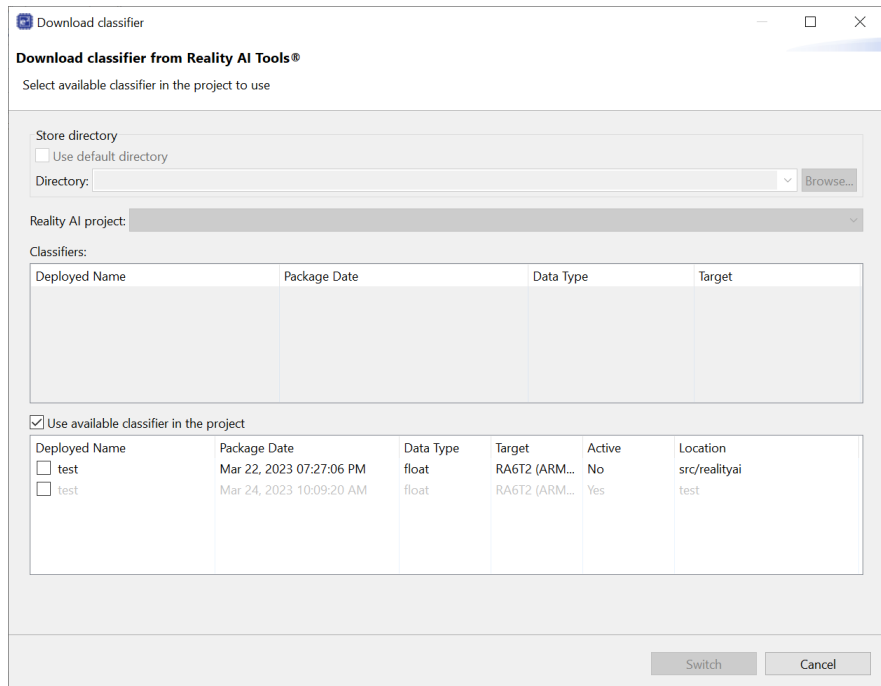 Download classifier
Download classifier from Reality AI Tools®
Select available classifier in the project to use
Store directory
Use default directory
Directory: Browse...
Reality AI project:
Classifiers:
Deployed Name Package Date Data Type Target
Use available classifier in the project
Deployed Name Package Date Data Type Target Active Location
test Mar 22, 2023 07:27:06 PM float RA6T2 (ARM... No src/realityai
test Mar 24, 2023 10:09:20 AM float RA6T2 (ARM... Yes test
Switch Cancel